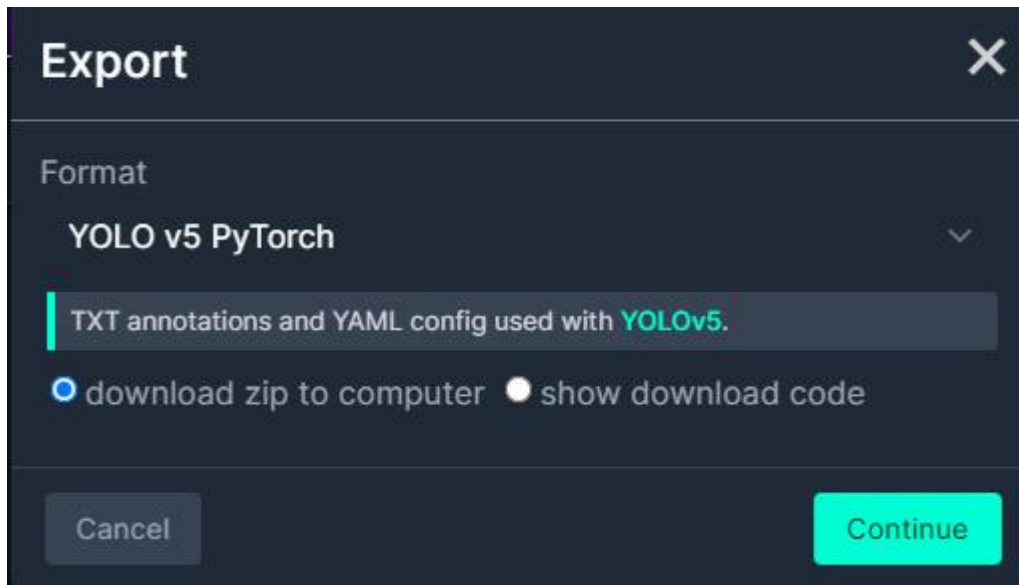 Export
Format
YOLO v5 PyTorch
TXT annotations and YAML config used with YOLOv5.
download zip to computer show download code
Cancel Continue